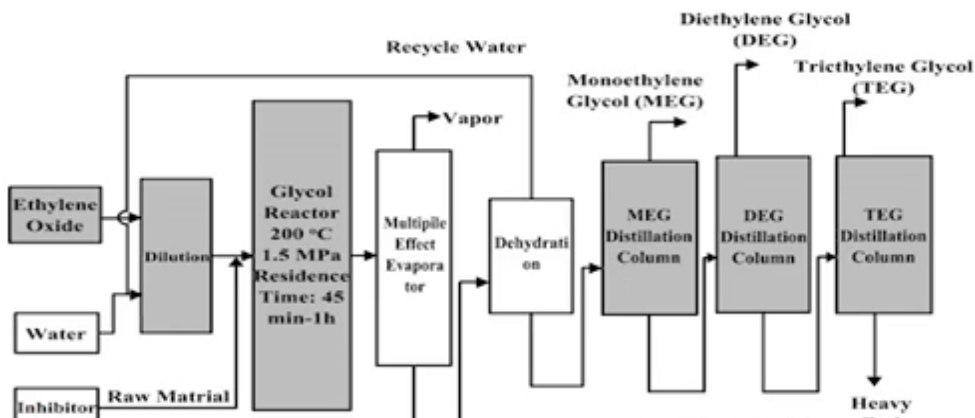 Diethylene Glycol
(DEG)
Recycle Water
Monoethylene
Glycol (MEG)
Tricthylene Glycol
(TEG)
Vapor
Ethylene
Oxide
Dilution
Glycol
Reactor
200 °C
1.5 MPa
Residence
Time: 45
min-1h
Multipile
Effect
Evapora
tor
Dehydrati
on
MEG
Distillation
Column
DEG
Distillation
Column
TEG
Distillation
Column
Water
Inhibitor
Raw Matrial
Heavy